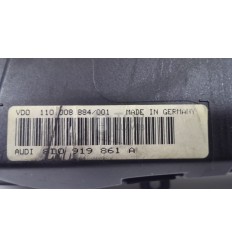 VDO 110.008 884/001 MADE IN GERMANY
AUDI 8D0 919 861 A